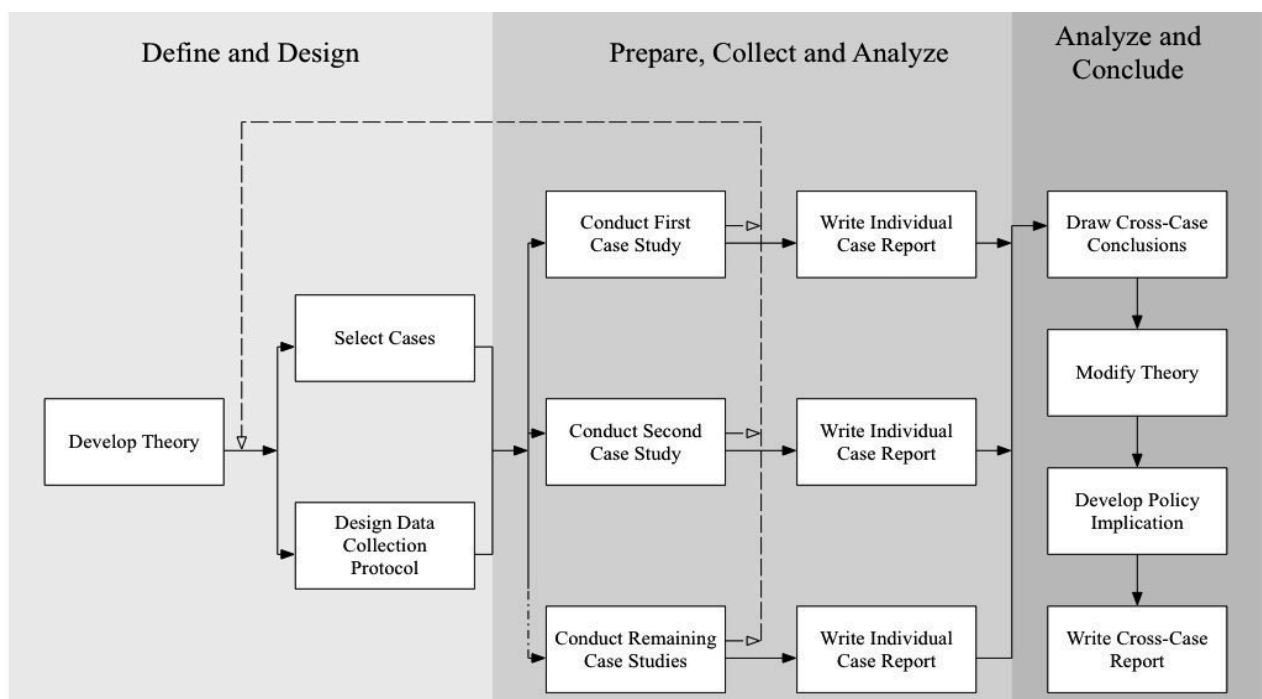 Define and Design
Prepare, Collect and Analyze
Analyze and
Conclude
Conduct First
Case Study
Write Individual
Case Report
Draw Cross-Case
Conclusions
Select Cases
Modify Theory
Develop Theory
Conduct Second
Case Study
Write Individual
Case Report
Design Data
Collection
Protocol
Develop Policy
Implication
Conduct Remaining
Case Studies
Write Individual
Case Report
Write Cross-Case
Report